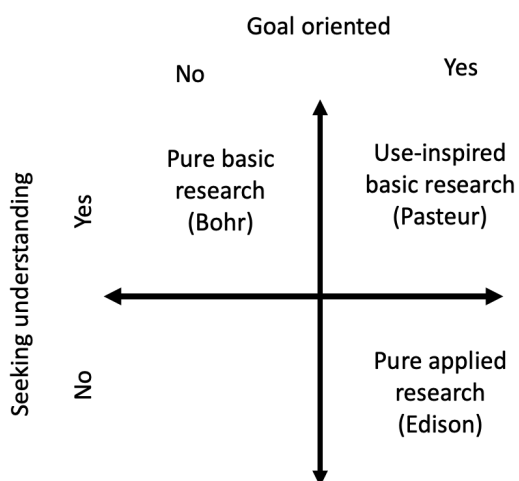 Goal oriented
No
Yes
Pure basic
research
(Bohr)
Use-inspired
basic research
(Pasteur)
Seeking understanding
Yes
No
Pure applied
research
(Edison)